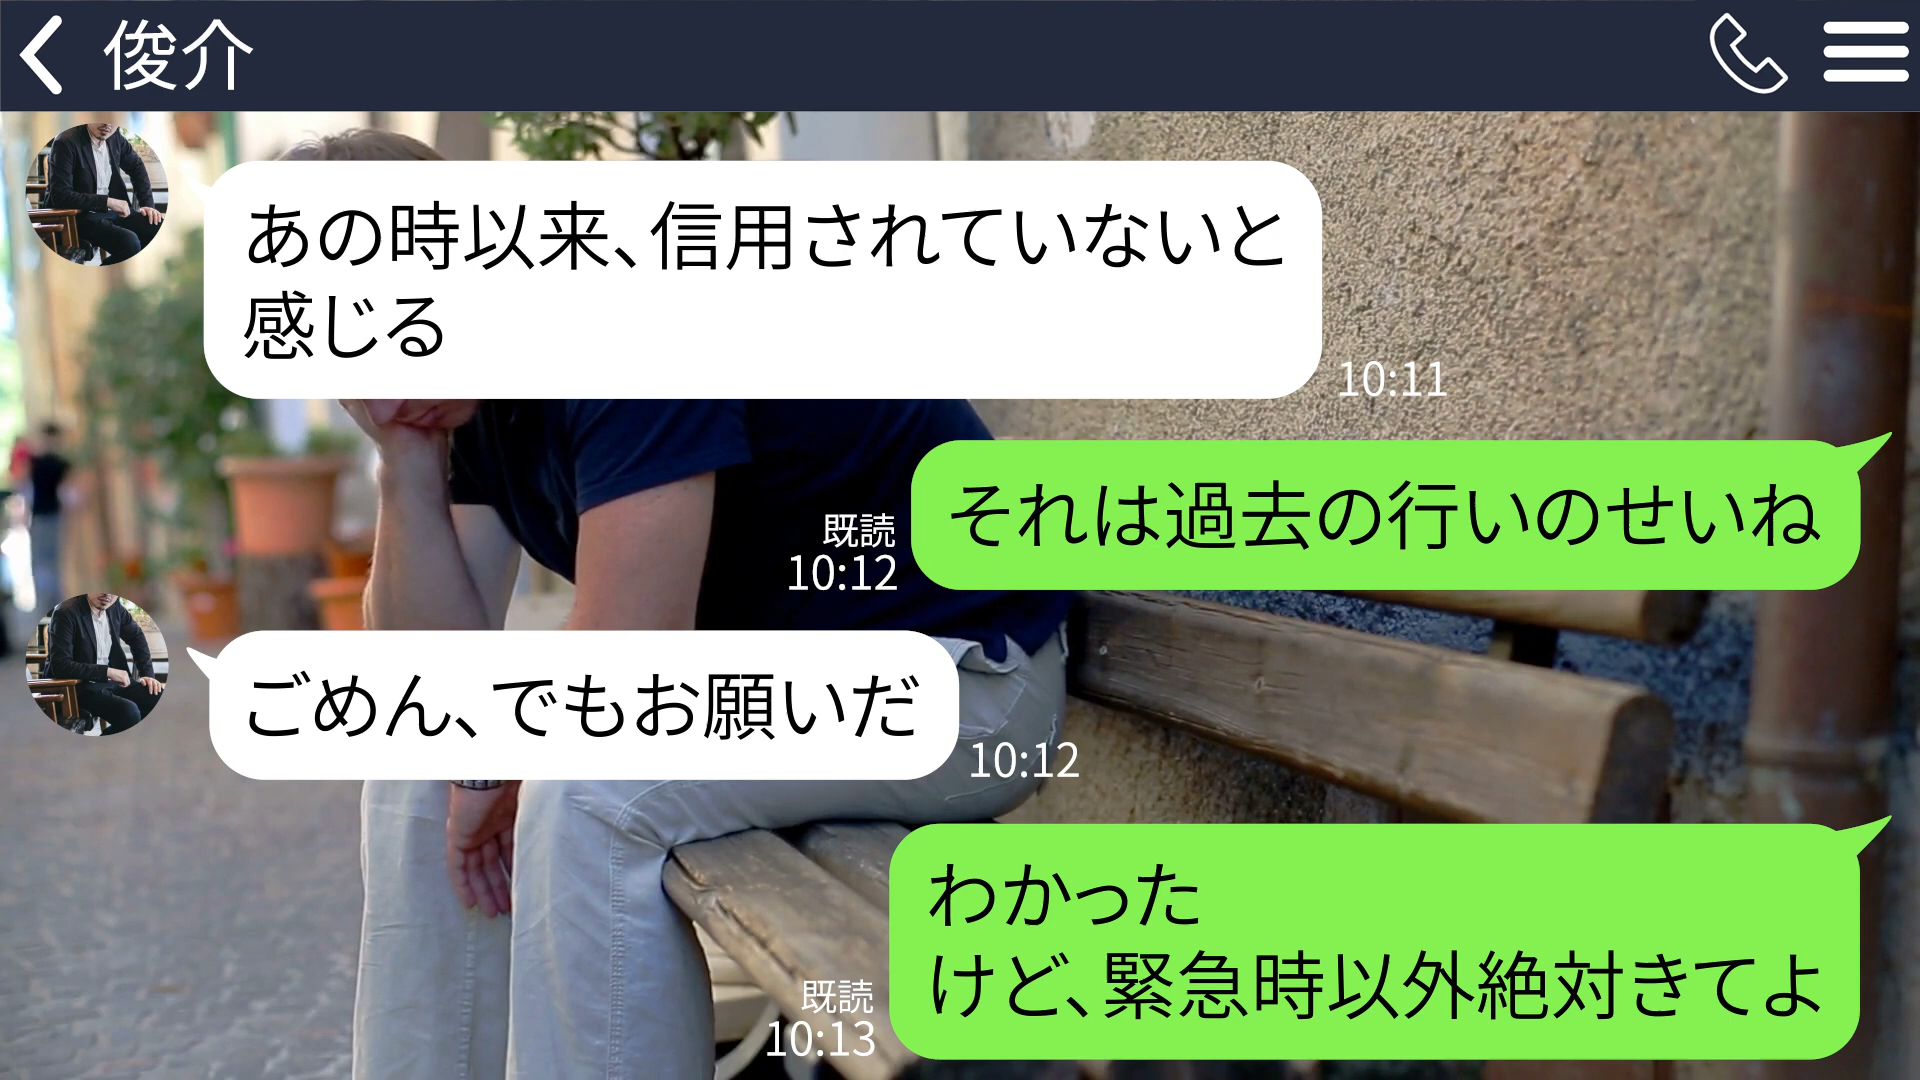 俊介
あの時以来、信用されていないと
感じる
10:11
それは過去の行いのせいね
既読
10:12
ごめん、でもお願いだ
10:12
わかった
けど、緊急時以外絶対きてよ
既読
10:13